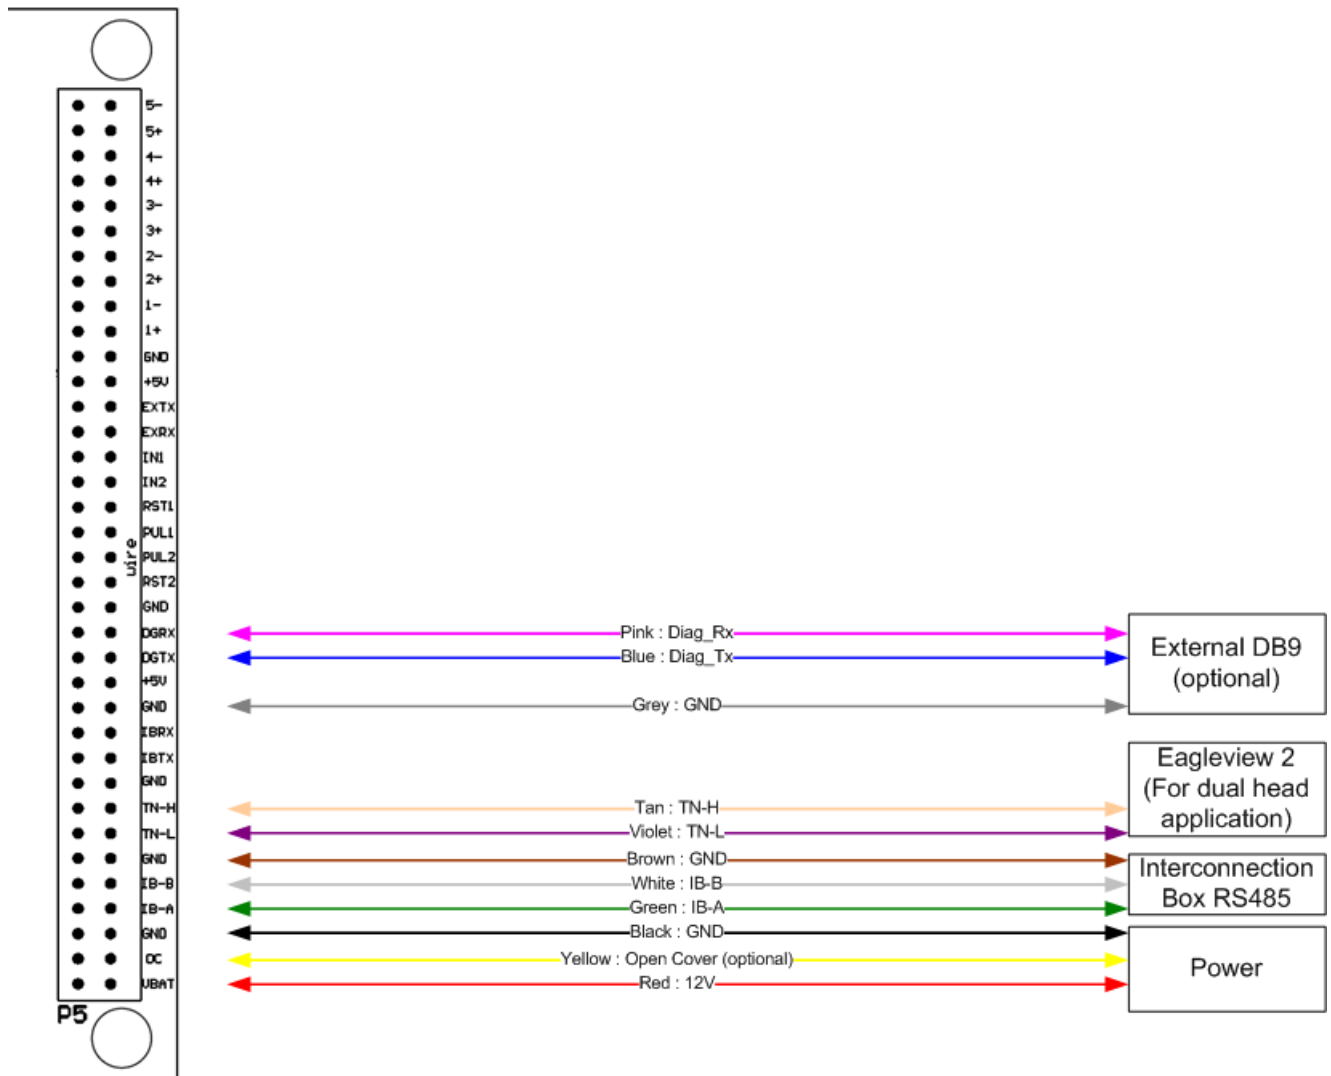 5-
5+
4-
4+
3-
3+
2-
2+
1-
1+
GND
+5V
EXTX
EXRX
IN1
IN2
RST1
PUL1
PUL2
RST2
GND
DGRX
DGTX
+5V
GND
IBRX
IBTX
GND
TN-H
TN-L
GND
IB-B
IB-A
GND
OC
VBAT
wire
P5
Pink : Diag_Rx
Blue : Diag_Tx
Grey : GND
Tan : TN-H
Violet : TN-L
Brown : GND
White : IB-B
Green : IB-A
Black : GND
Yellow : Open Cover (optional)
Red : 12V
External DB9
(optional)
Eagleview 2
(For dual head
application)
Interconnection
Box RS485
Power